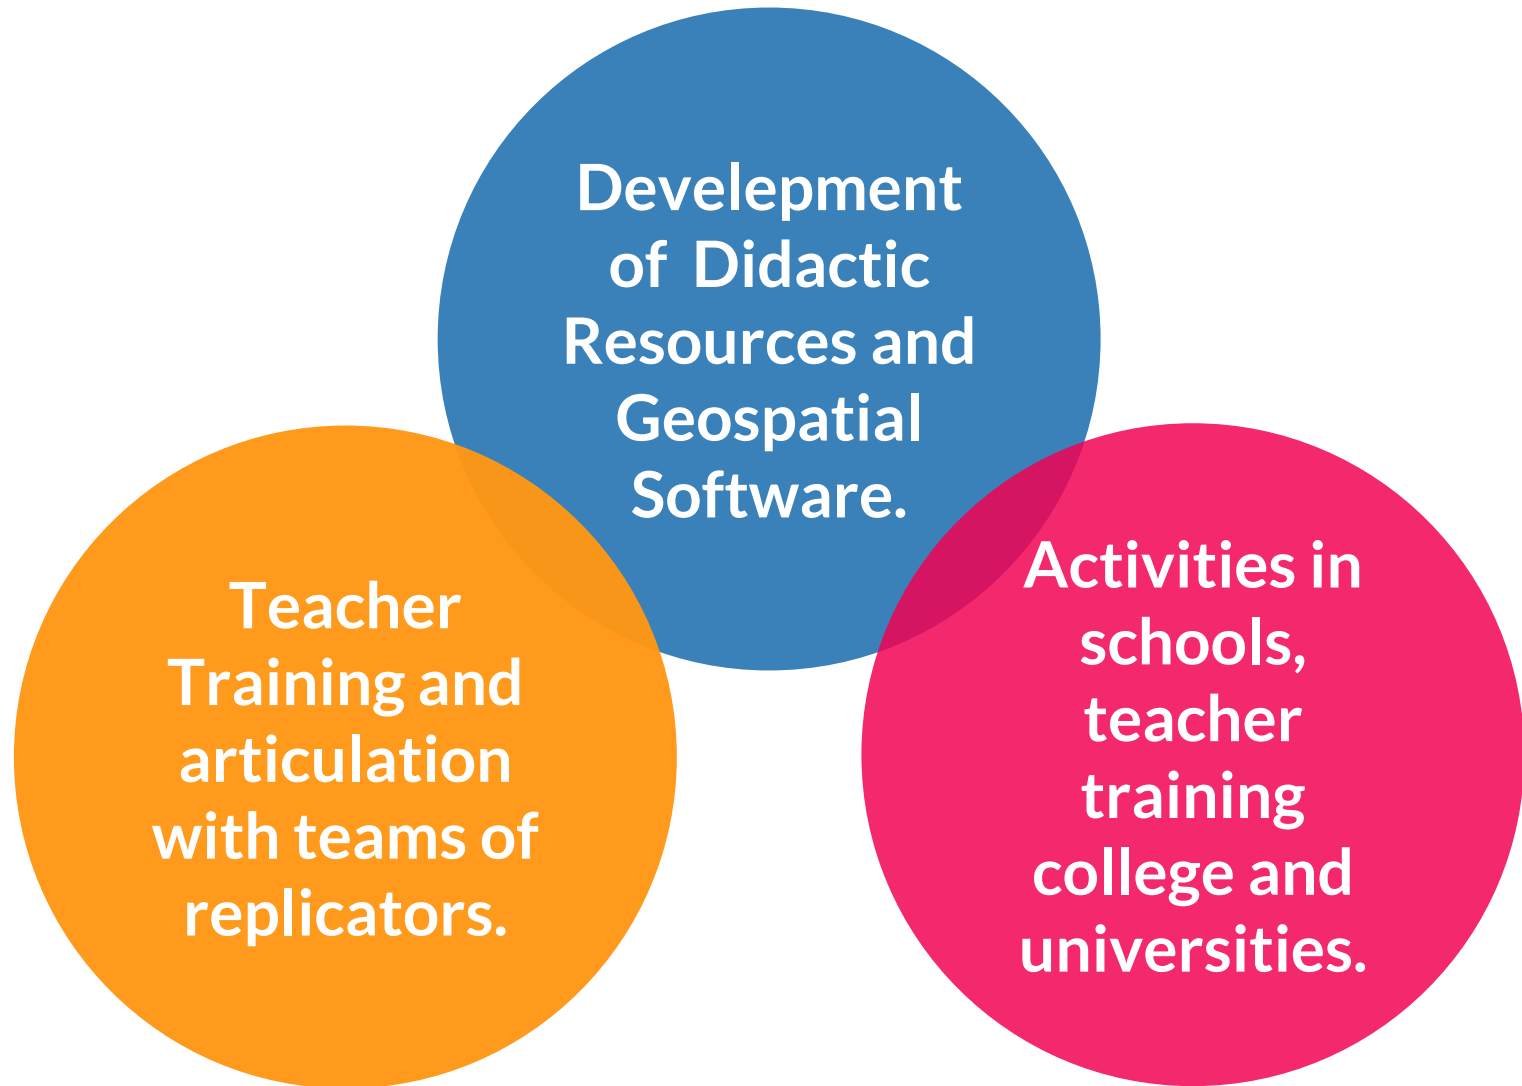 Develepment
of Didactic
Resources and
Geospatial
Software.
Teacher
Training and
articulation
with teams of
replicators.
Activities in
schools,
teacher
training
college and
universities.